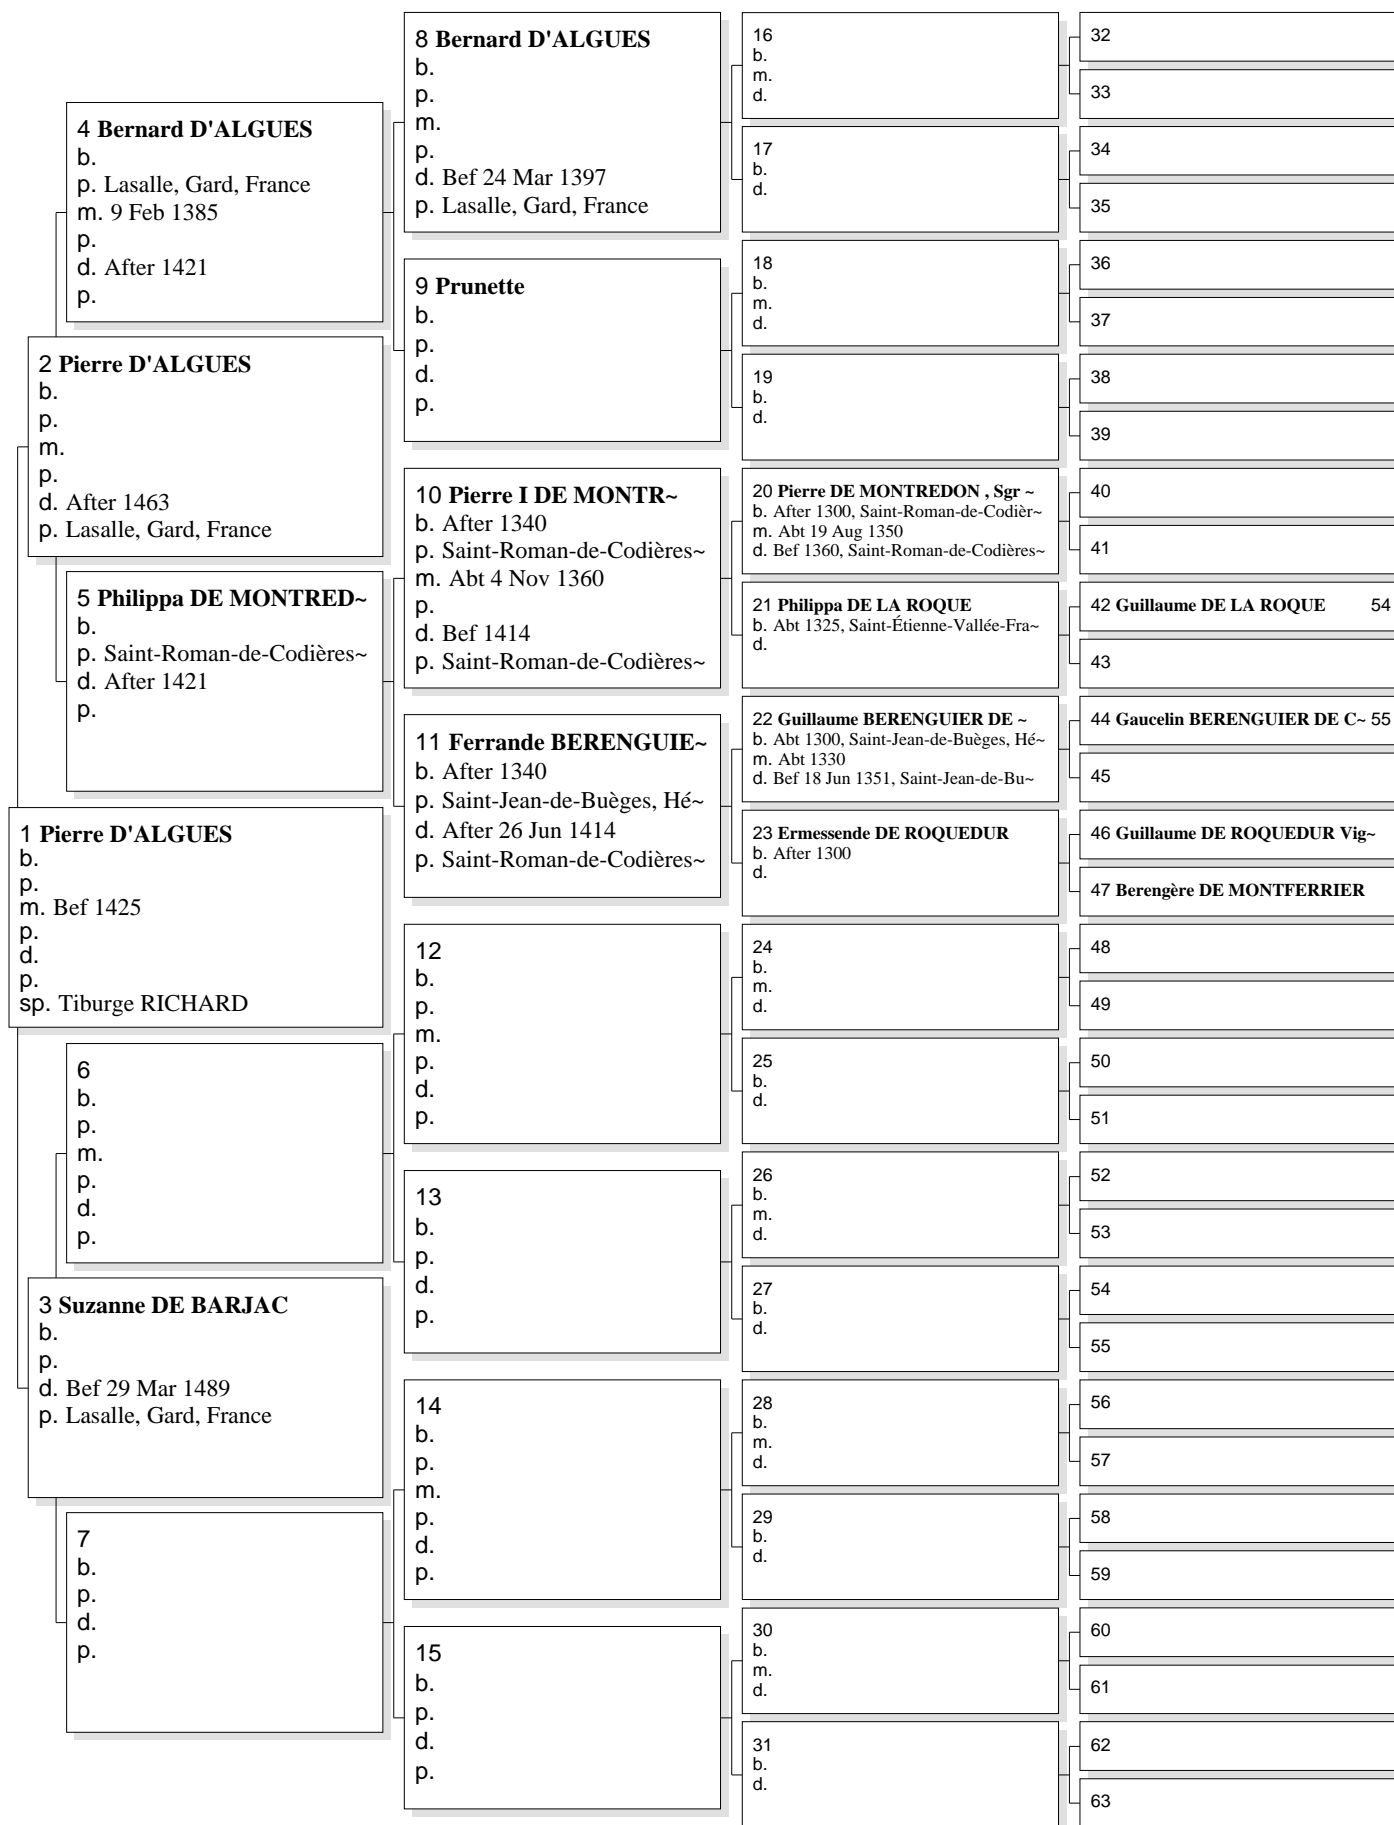 8 Bernard D'ALGUES
b.
p.
m.
p.
d. Bef 24 Mar 1397
p. Lasalle, Gard, France
4 Bernard D'ALGUES
b.
p. Lasalle, Gard, France
m. 9 Feb 1385
p.
d. After 1421
p.
9 Prunette
b.
p.
d.
p.
2 Pierre D'ALGUES
b.
p.
m.
p.
d. After 1463
p. Lasalle, Gard, France
10 Pierre I DE MONTR~
b. After 1340
p. Saint-Roman-de-Codières~
m. Abt 4 Nov 1360
p.
d. Bef 1414
p. Saint-Roman-de-Codières~
5 Philippa DE MONTRED~
b.
p. Saint-Roman-de-Codières~
d. After 1421
p.
11 Ferrande BERENGUIE~
b. After 1340
p. Saint-Jean-de-Buèges, Hé~
d. After 26 Jun 1414
p. Saint-Roman-de-Codières~
1 Pierre D'ALGUES
b.
p.
m. Bef 1425
p.
d.
p.
sp. Tiburge RICHARD
12
b.
p.
m.
p.
d.
p.
6
b.
p.
m.
p.
d.
p.
13
b.
p.
d.
p.
3 Suzanne DE BARJAC
b.
p.
d. Bef 29 Mar 1489
p. Lasalle, Gard, France
14
b.
p.
m.
p.
d.
p.
7
b.
p.
d.
p.
15
b.
p.
d.
p.
16
b.
m.
d.
17
b.
d.
18
b.
m.
d.
19
b.
d.
20 Pierre DE MONTREDON , Sgr ~
b. After 1300, Saint-Roman-de-Codièr~
m. Abt 19 Aug 1350
d. Bef 1360, Saint-Roman-de-Codières~
21 Philippa DE LA ROQUE
b. Abt 1325, Saint-Étienne-Vallée-Fra~
d.
22 Guillaume BERENGUIER DE ~
b. Abt 1300, Saint-Jean-de-Buèges, Hé~
m. Abt 1330
d. Bef 18 Jun 1351, Saint-Jean-de-Bu~
23 Ermessende DE ROQUEDUR
b. After 1300
d.
24
b.
m.
d.
25
b.
d.
26
b.
m.
d.
27
b.
d.
28
b.
m.
d.
29
b.
d.
30
b.
m.
d.
31
b.
d.
32
33
34
35
36
37
38
39
40
41
42 Guillaume DE LA ROQUE 54
43
44 Gaucelin BERENGUIER DE C~ 55
45
46 Guillaume DE ROQUEDUR Vig~
47 Berengère DE MONTFERRIER
48
49
50
51
52
53
54
55
56
57
58
59
60
61
62
63